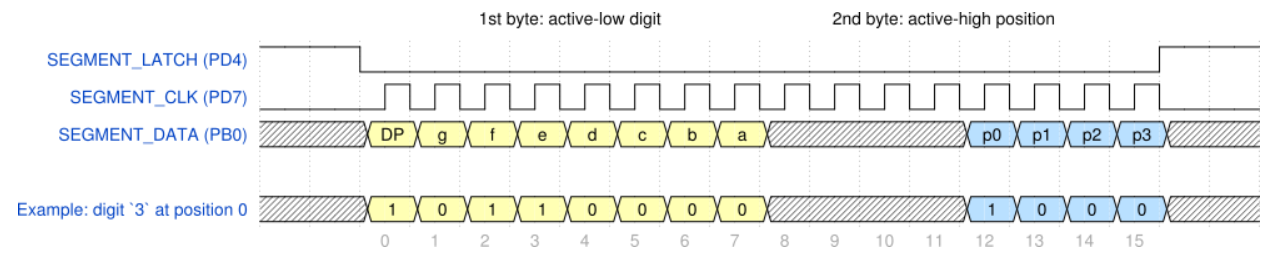 1st byte: active-low digit 2nd byte: active-high position
SEGMENT_LATCH (PD4)
SEGMENT_CLK (PD7)
SEGMENT_DATA (PB0) DP g f e d c b a p0 p1 p2 p3
Example: digit `3` at position 0 1 0 1 1 0 0 0 0 1 0 0 0
0 1 2 3 4 5 6 7 8 9 10 11 12 13 14 15